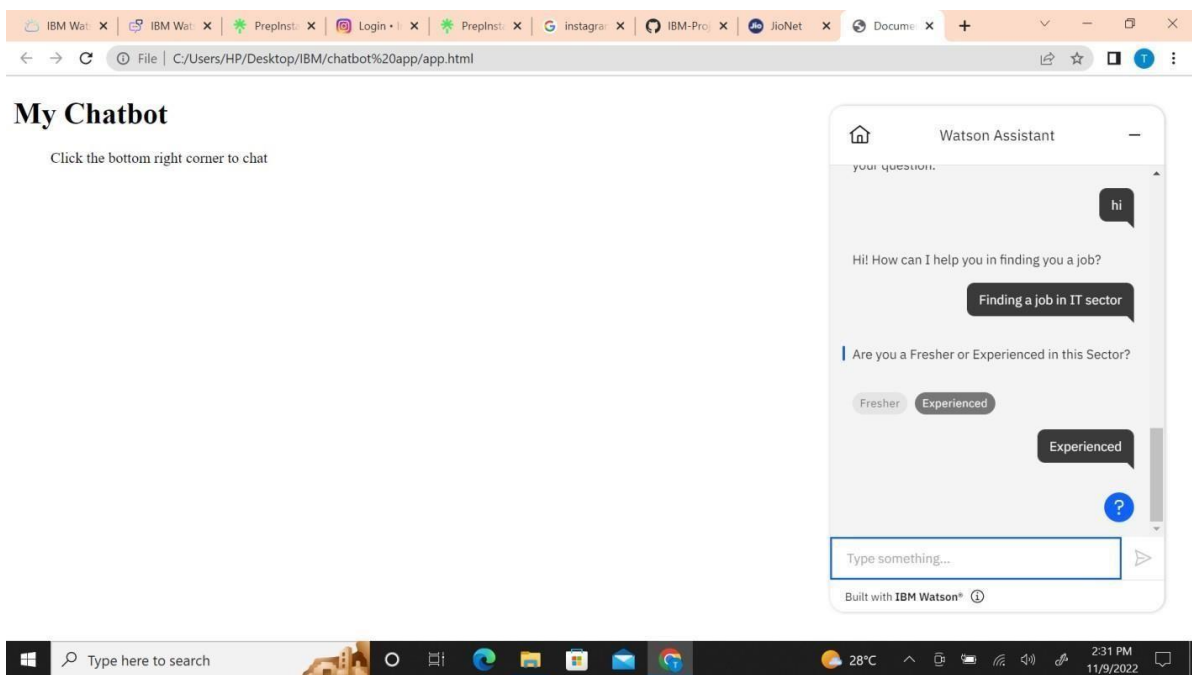 IBM Wat
IBM Wat
PrepInsta
Login • I
PrepInsta
instagram
IBM-Proj
JioNet
Docume
File | C:/Users/HP/Desktop/IBM/chatbot%20app/app.html
T
My Chatbot
Click the bottom right corner to chat
Watson Assistant
your question.
hi
Hi! How can I help you in finding you a job?
Finding a job in IT sector
Are you a Fresher or Experienced in this Sector?
Fresher Experienced
Experienced
?
Type something...
Built with IBM Watson®
Type here to search
28°C
2:31 PM
11/9/2022